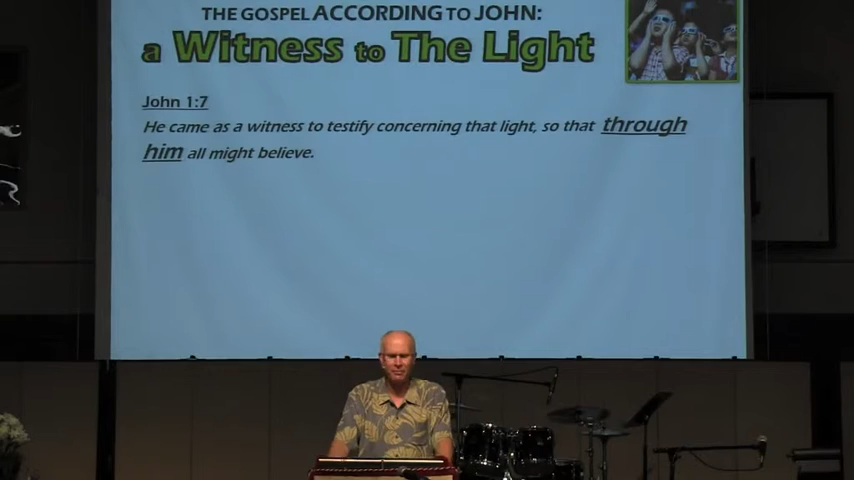 THE GOSPEL ACCORDING TO JOHN:
a Witness to The Light
John 1:7
He came as a witness to testify concerning that light, so that through
him all might believe.